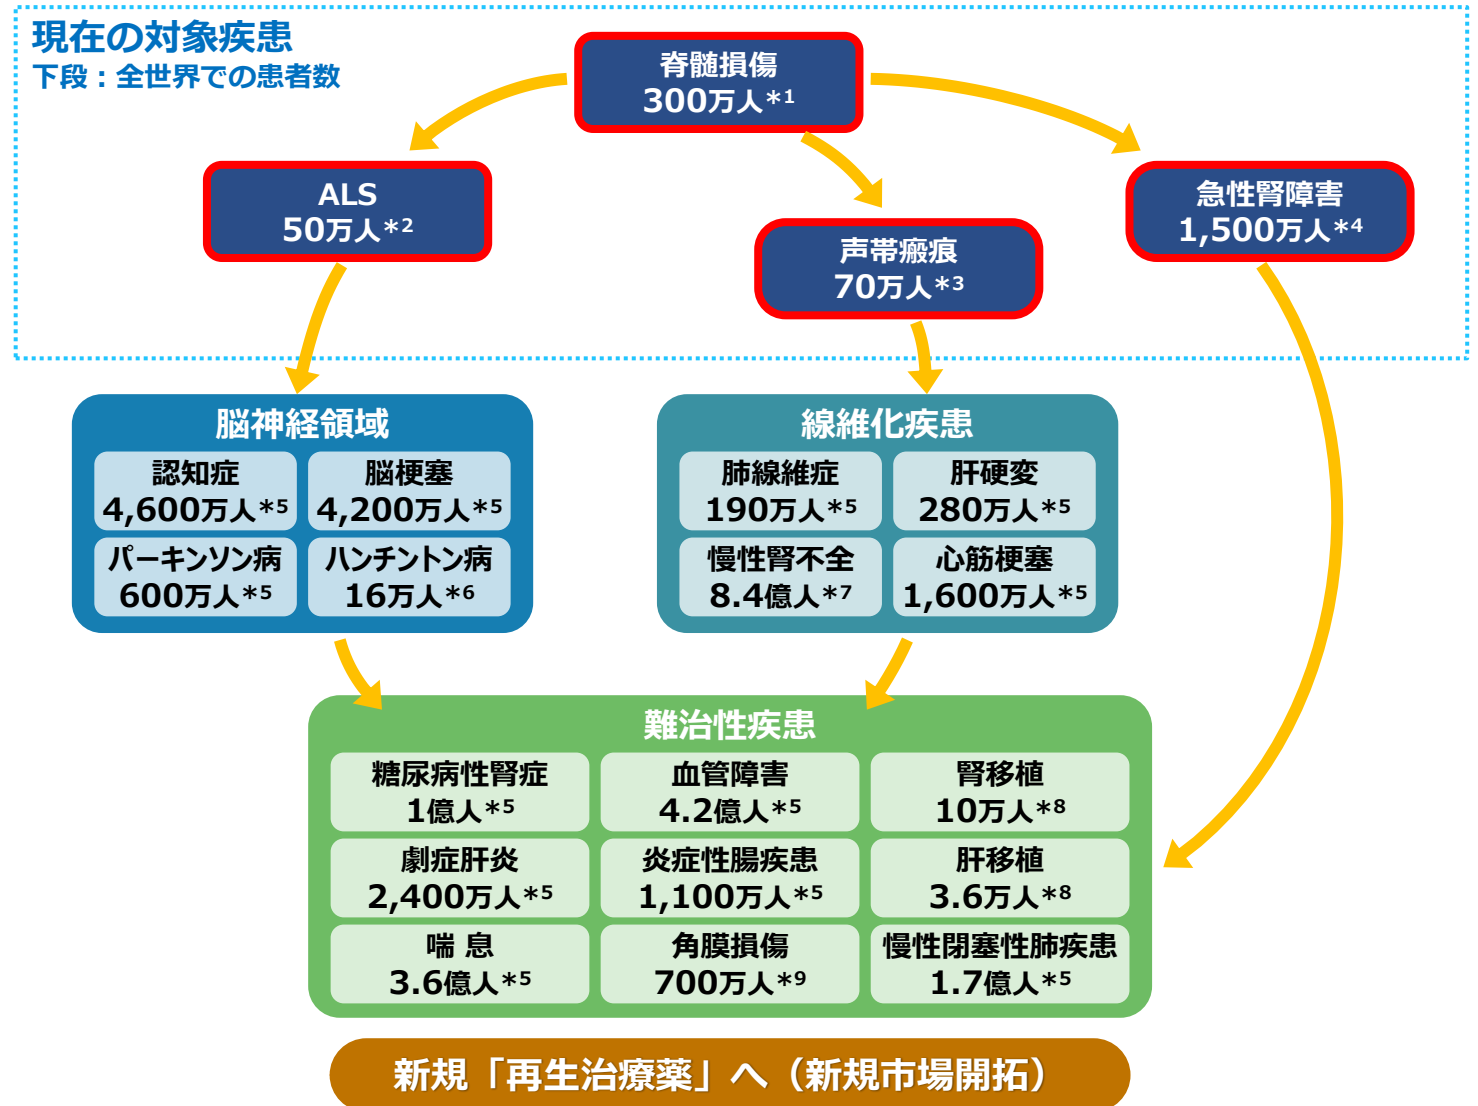 現在の対象疾患
下段：全世界での患者数
脊髄損傷
300万人*1
ALS
50万人*2
声帯瘢痕
70万人*3
急性腎障害
1,500万人*4
脳神経領域
認知症
4,600万人*5
脳梗塞
4,200万人*5
パーキンソン病
600万人*5
ハンチントン病
16万人*6
線維化疾患
肺線維症
190万人*5
肝硬変
280万人*5
慢性腎不全
8.4億人*7
心筋梗塞
1,600万人*5
難治性疾患
糖尿病性腎症
1億人*5
血管障害
4.2億人*5
腎移植
10万人*8
劇症肝炎
2,400万人*5
炎症性腸疾患
1,100万人*5
肝移植
3.6万人*8
喘 息
3.6億人*5
角膜損傷
700万人*9
慢性閉塞性肺疾患
1.7億人*5
新規「再生治療薬」へ（新規市場開拓）